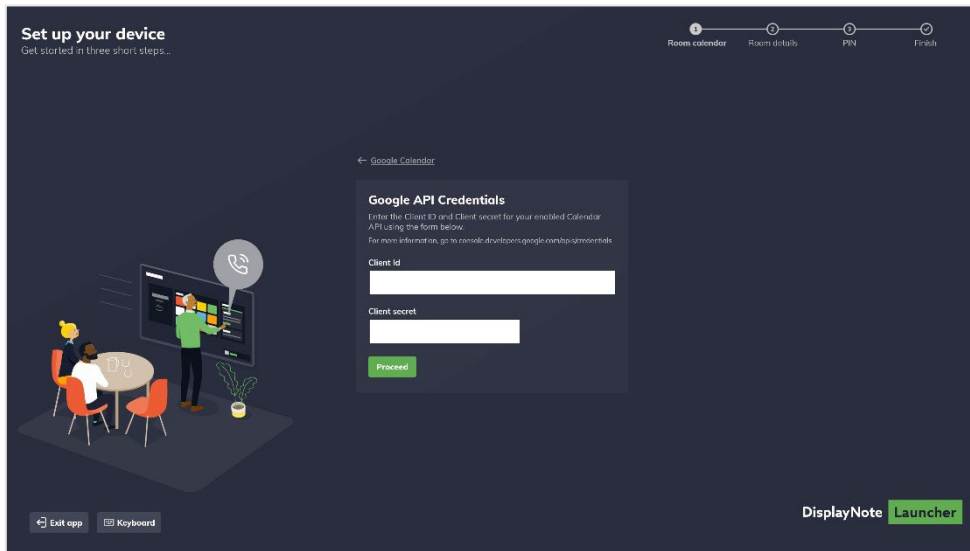 Set up your device
Get started in three short steps...
1
2
3
Room calendar
Room details
PIN
Finish
← Google Calendar
Google API Credentials
Enter the Client ID and Client secret for your enabled Calendar
API using the form below.
For more information, go to console.developers.google.com/apis/credentials
Client Id
Client secret
Proceed
Exit app
Keyboard
DisplayNote Launcher